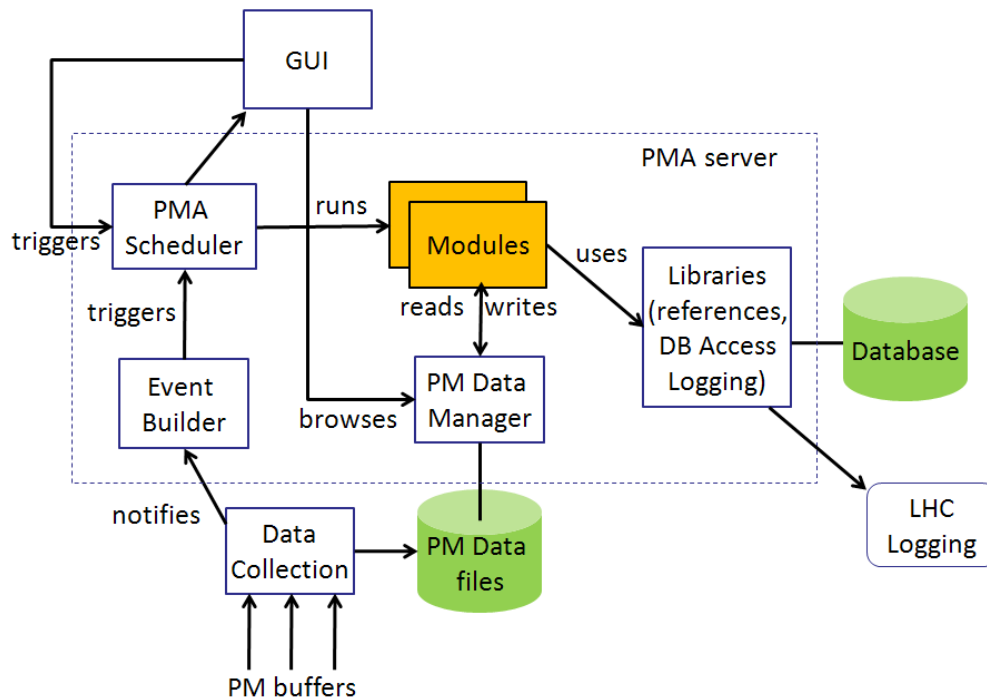 GUI
PMA server
triggers
PMA
Scheduler
runs
Modules
uses
Libraries
(references,
DB Access
Logging)
Database
triggers
reads
writes
Event
Builder
browses
PM Data
Manager
notifies
Data
Collection
PM Data
files
LHC
Logging
PM buffers